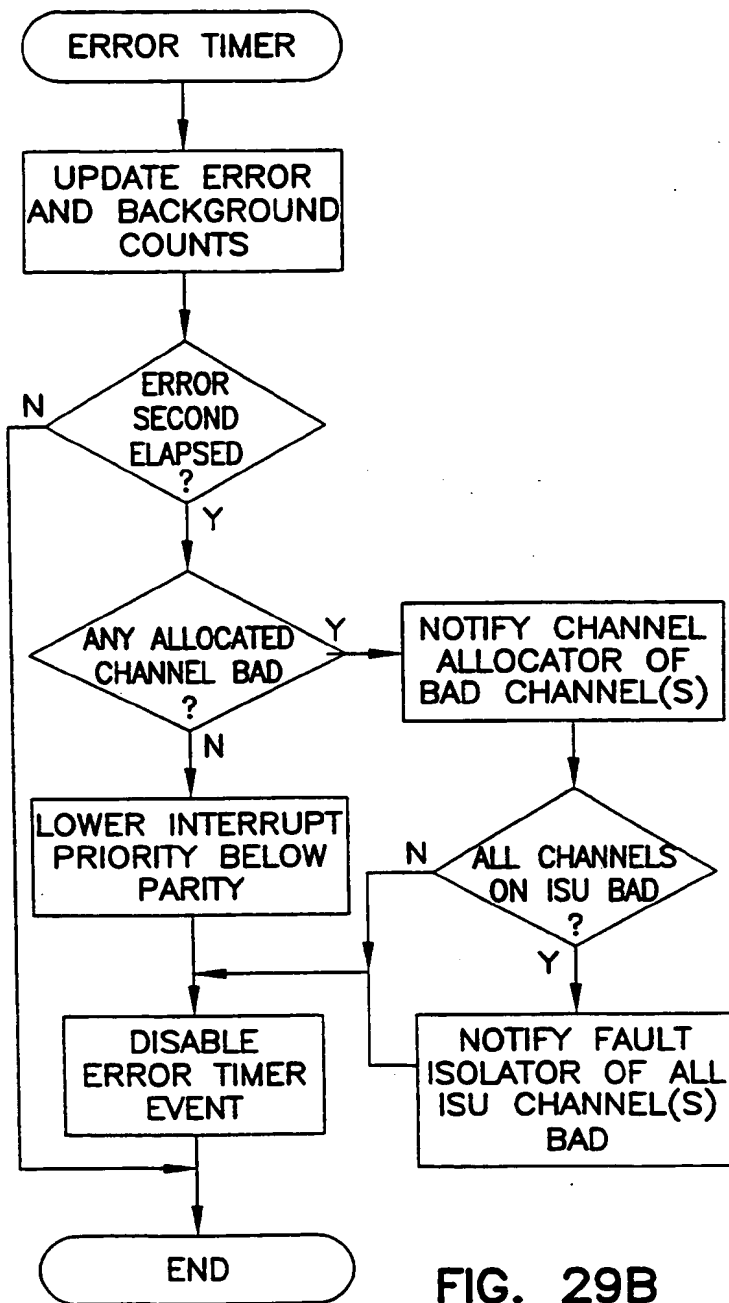 ERROR TIMER
UPDATE ERROR
AND BACKGROUND
COUNTS
ERROR
SECOND
ELAPSED
?
N
Y
ANY ALLOCATED
CHANNEL BAD
?
Y
N
NOTIFY CHANNEL
ALLOCATOR OF
BAD CHANNEL(S)
LOWER INTERRUPT
PRIORITY BELOW
PARITY
ALL CHANNELS
ON ISU BAD
?
N
Y
DISABLE
ERROR TIMER
EVENT
NOTIFY FAULT
ISOLATOR OF ALL
ISU CHANNEL(S)
BAD
END
FIG. 29B